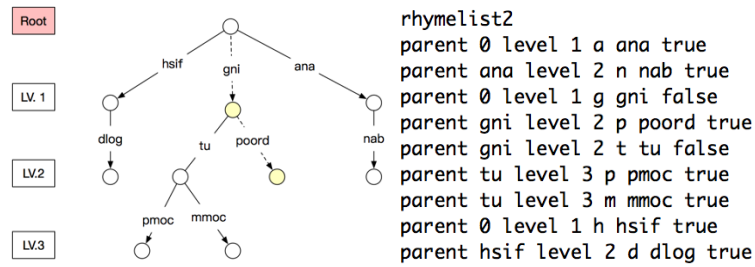 Root
LV. 1
LV.2
LV.3
hsif
gni
ana
dlog
tu
poord
nab
pmoc
mmoc
rhymelist2
parent 0 level 1 a ana true
parent ana level 2 n nab true
parent 0 level 1 g gni false
parent gni level 2 p poord true
parent gni level 2 t tu false
parent tu level 3 p pmoc true
parent tu level 3 m mmoc true
parent 0 level 1 h hsif true
parent hsif level 2 d dlog true